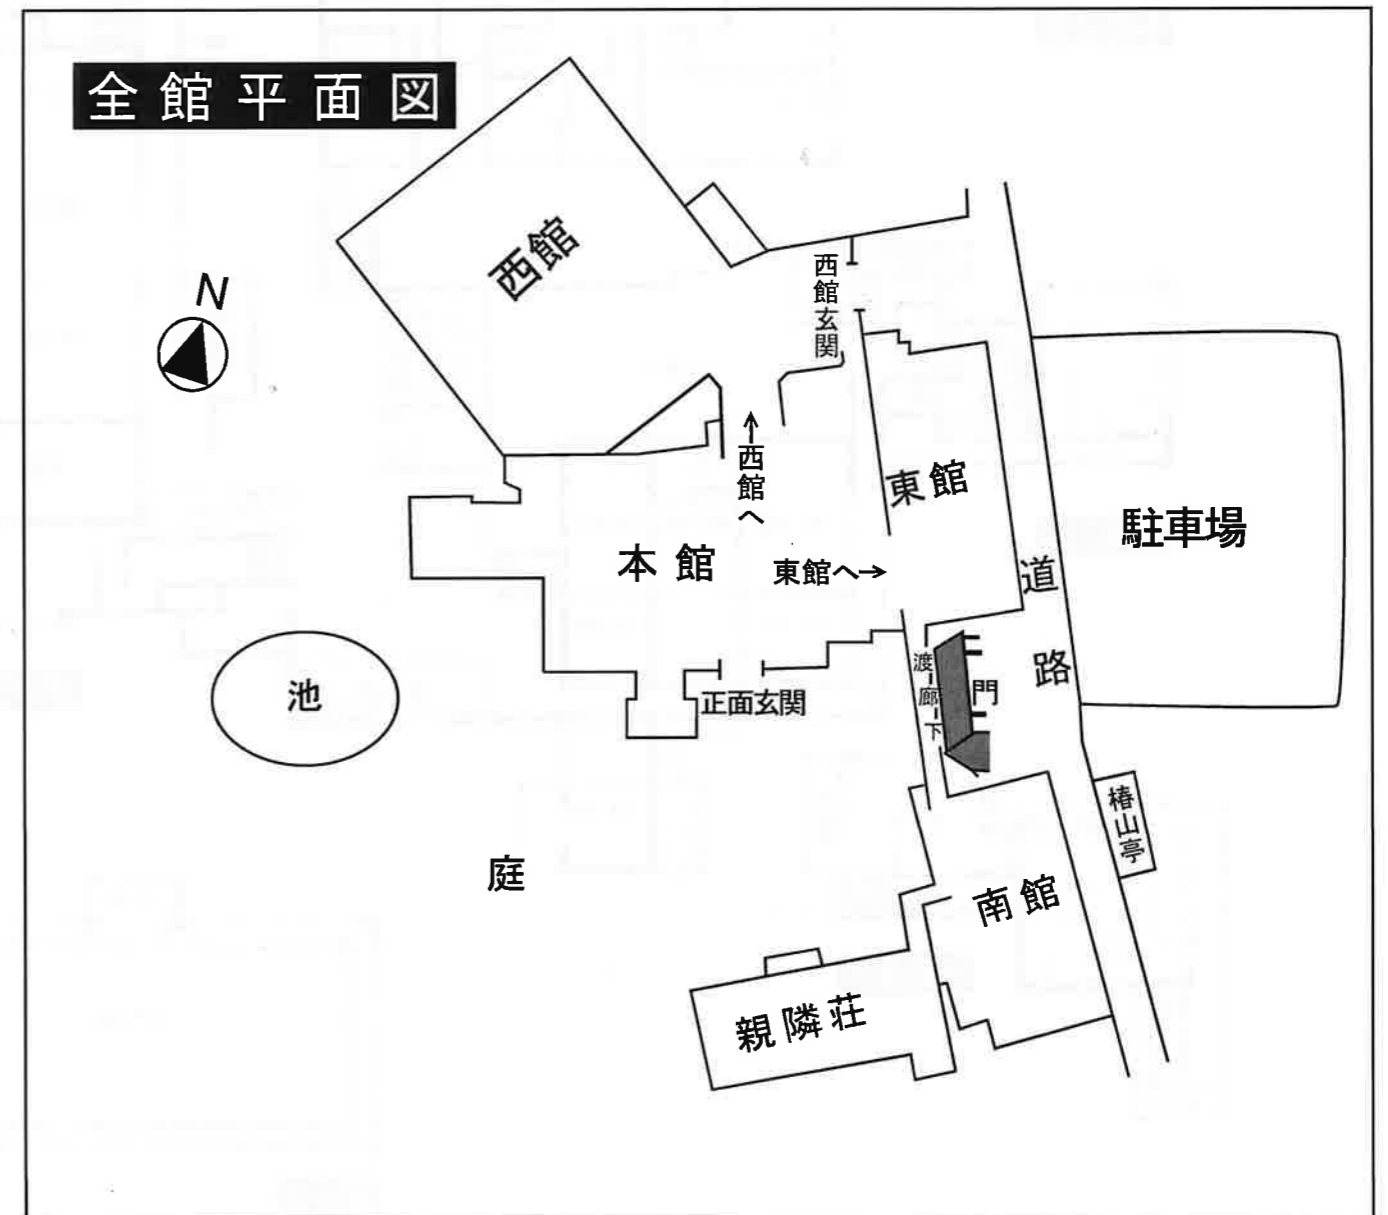 全館平面図
N
西館
西館玄関
↑西館へ
東館
本館
東館へ→
駐車場
道路
池
正面玄関
渡廊下
門
椿山亭
庭
南館
親隣荘